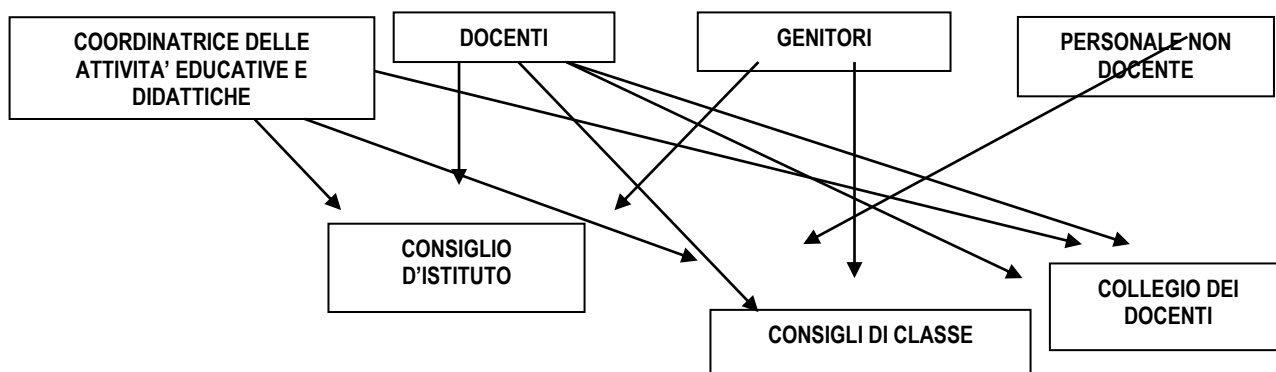 COORDINATRICE DELLE
ATTIVITA’ EDUCATIVE E
DIDATTICHE
DOCENTI
GENITORI
PERSONALE NON
DOCENTE
CONSIGLIO
D’ISTITUTO
CONSIGLI DI CLASSE
COLLEGIO DEI
DOCENTI